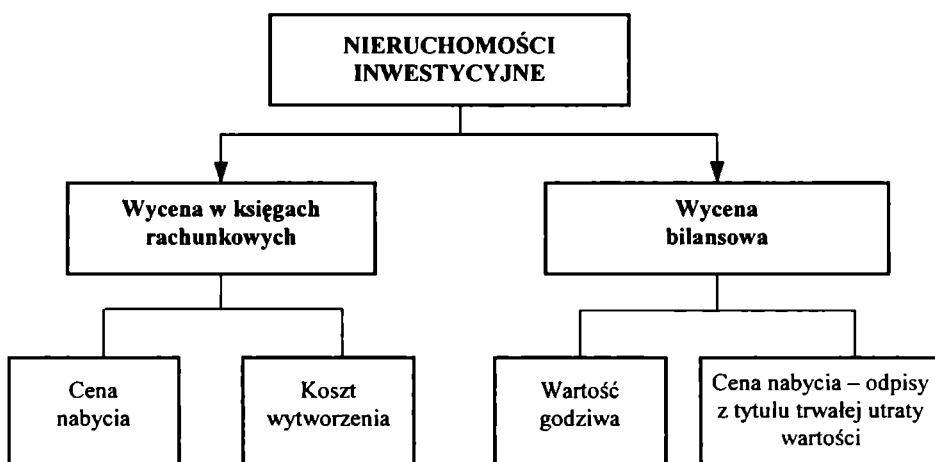 NIERUCHOMOŚCI
INWESTYCYJNE
Wycena w księgach
rachunkowych
Wycena
bilansowa
Cena
nabycia
Koszt
wytworzenia
Wartość
godziwa
Cena nabycia – odpisy
z tytulu trwałej utraty
wartości